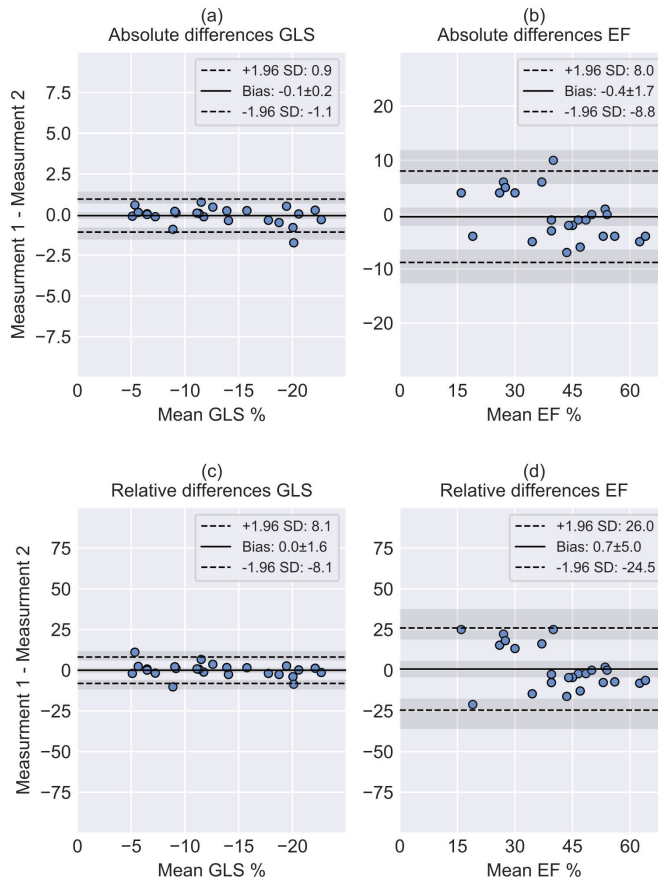 (a)
Absolute differences GLS
+1.96 SD: 0.9
Bias: -0.1±0.2
-1.96 SD: -1.1
Measurment 1 - Measurment 2
7.5
5.0
2.5
0.0
−2.5
−5.0
−7.5
0 −5 −10 −15 −20
Mean GLS %
(b)
Absolute differences EF
+1.96 SD: 8.0
Bias: -0.4±1.7
-1.96 SD: -8.8
20
10
0
−10
−20
0 15 30 45 60
Mean EF %
(c)
Relative differences GLS
+1.96 SD: 8.1
Bias: 0.0±1.6
-1.96 SD: -8.1
Measurment 1 - Measurment 2
75
50
25
0
−25
−50
−75
0 −5 −10 −15 −20
Mean GLS %
(d)
Relative differences EF
+1.96 SD: 26.0
Bias: 0.7±5.0
-1.96 SD: -24.5
75
50
25
0
−25
−50
−75
0 15 30 45 60
Mean EF %